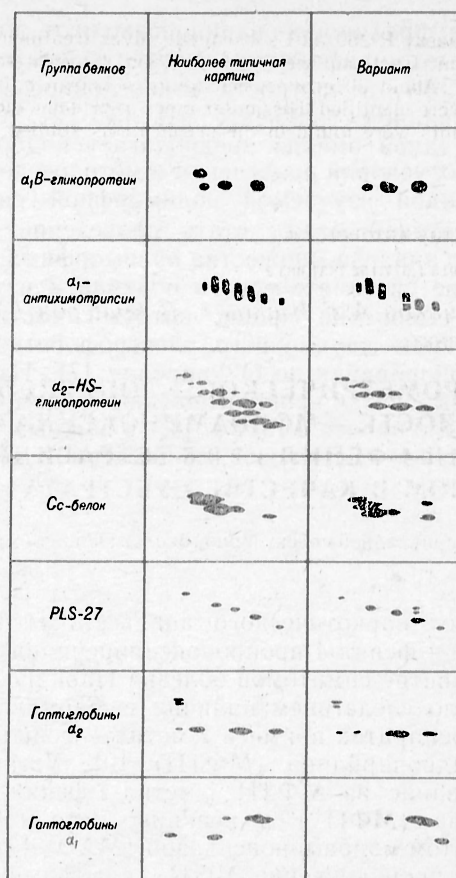 Группа белков
Наиболее типичная
картина
Вариант
α₁B-гликопротеин
α₁-
антихимотрипсин
α₂-HS-
гликопротеин
Cc-белок
PLS-27
Гаптоглобины
α₂
Гаптоглобины
α₁